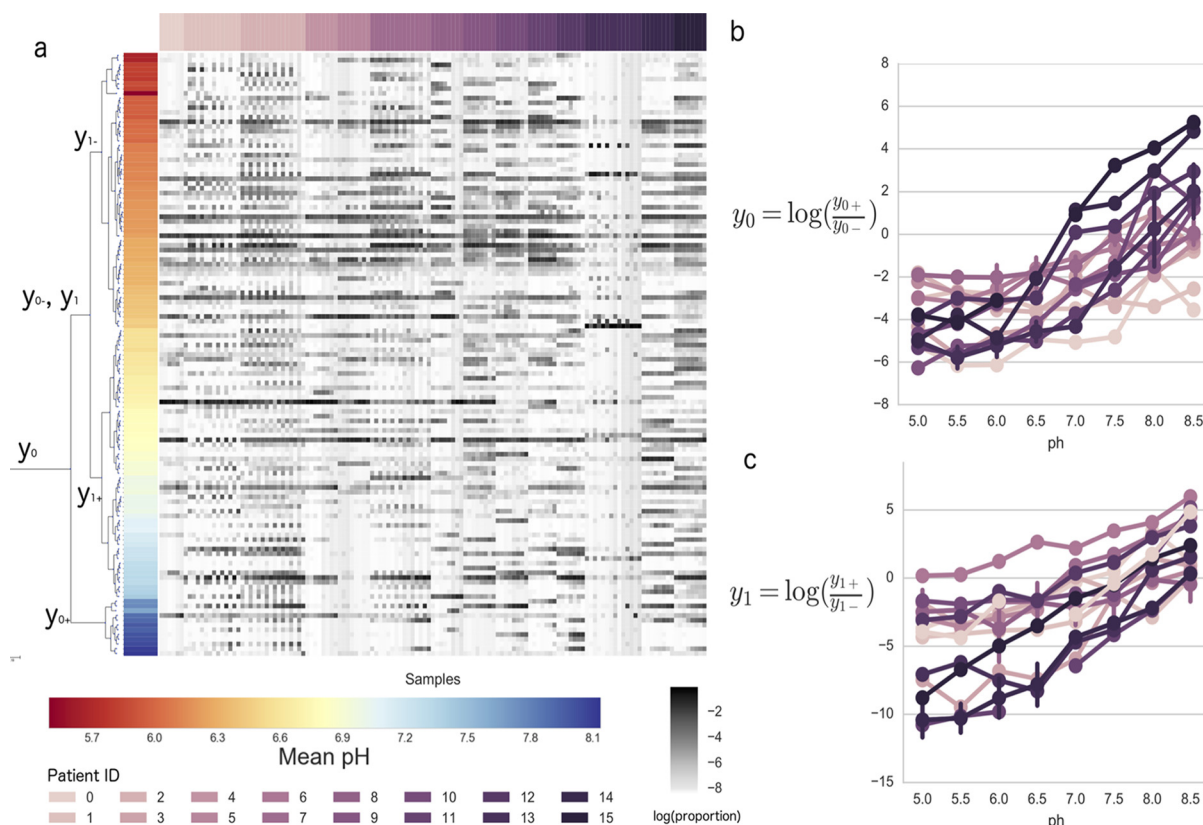 a
y1-
y0-, y1
y0
y1+
y0+
Samples
5.7 6.0 6.3 6.6 6.9 7.2 7.5 7.8 8.1
Mean pH
Patient ID
0 2 4 6 8 10 12 14
1 3 5 7 9 11 13 15
-2
-4
-6
-8
log(proportion)
b
y0 = log(y0+/y0-)
8
6
4
2
0
−2
−4
−6
−8
5.0 5.5 6.0 6.5 7.0 7.5 8.0 8.5
ph
c
y1 = log(y1+/y1-)
5
0
−5
−10
−15
5.0 5.5 6.0 6.5 7.0 7.5 8.0 8.5
ph